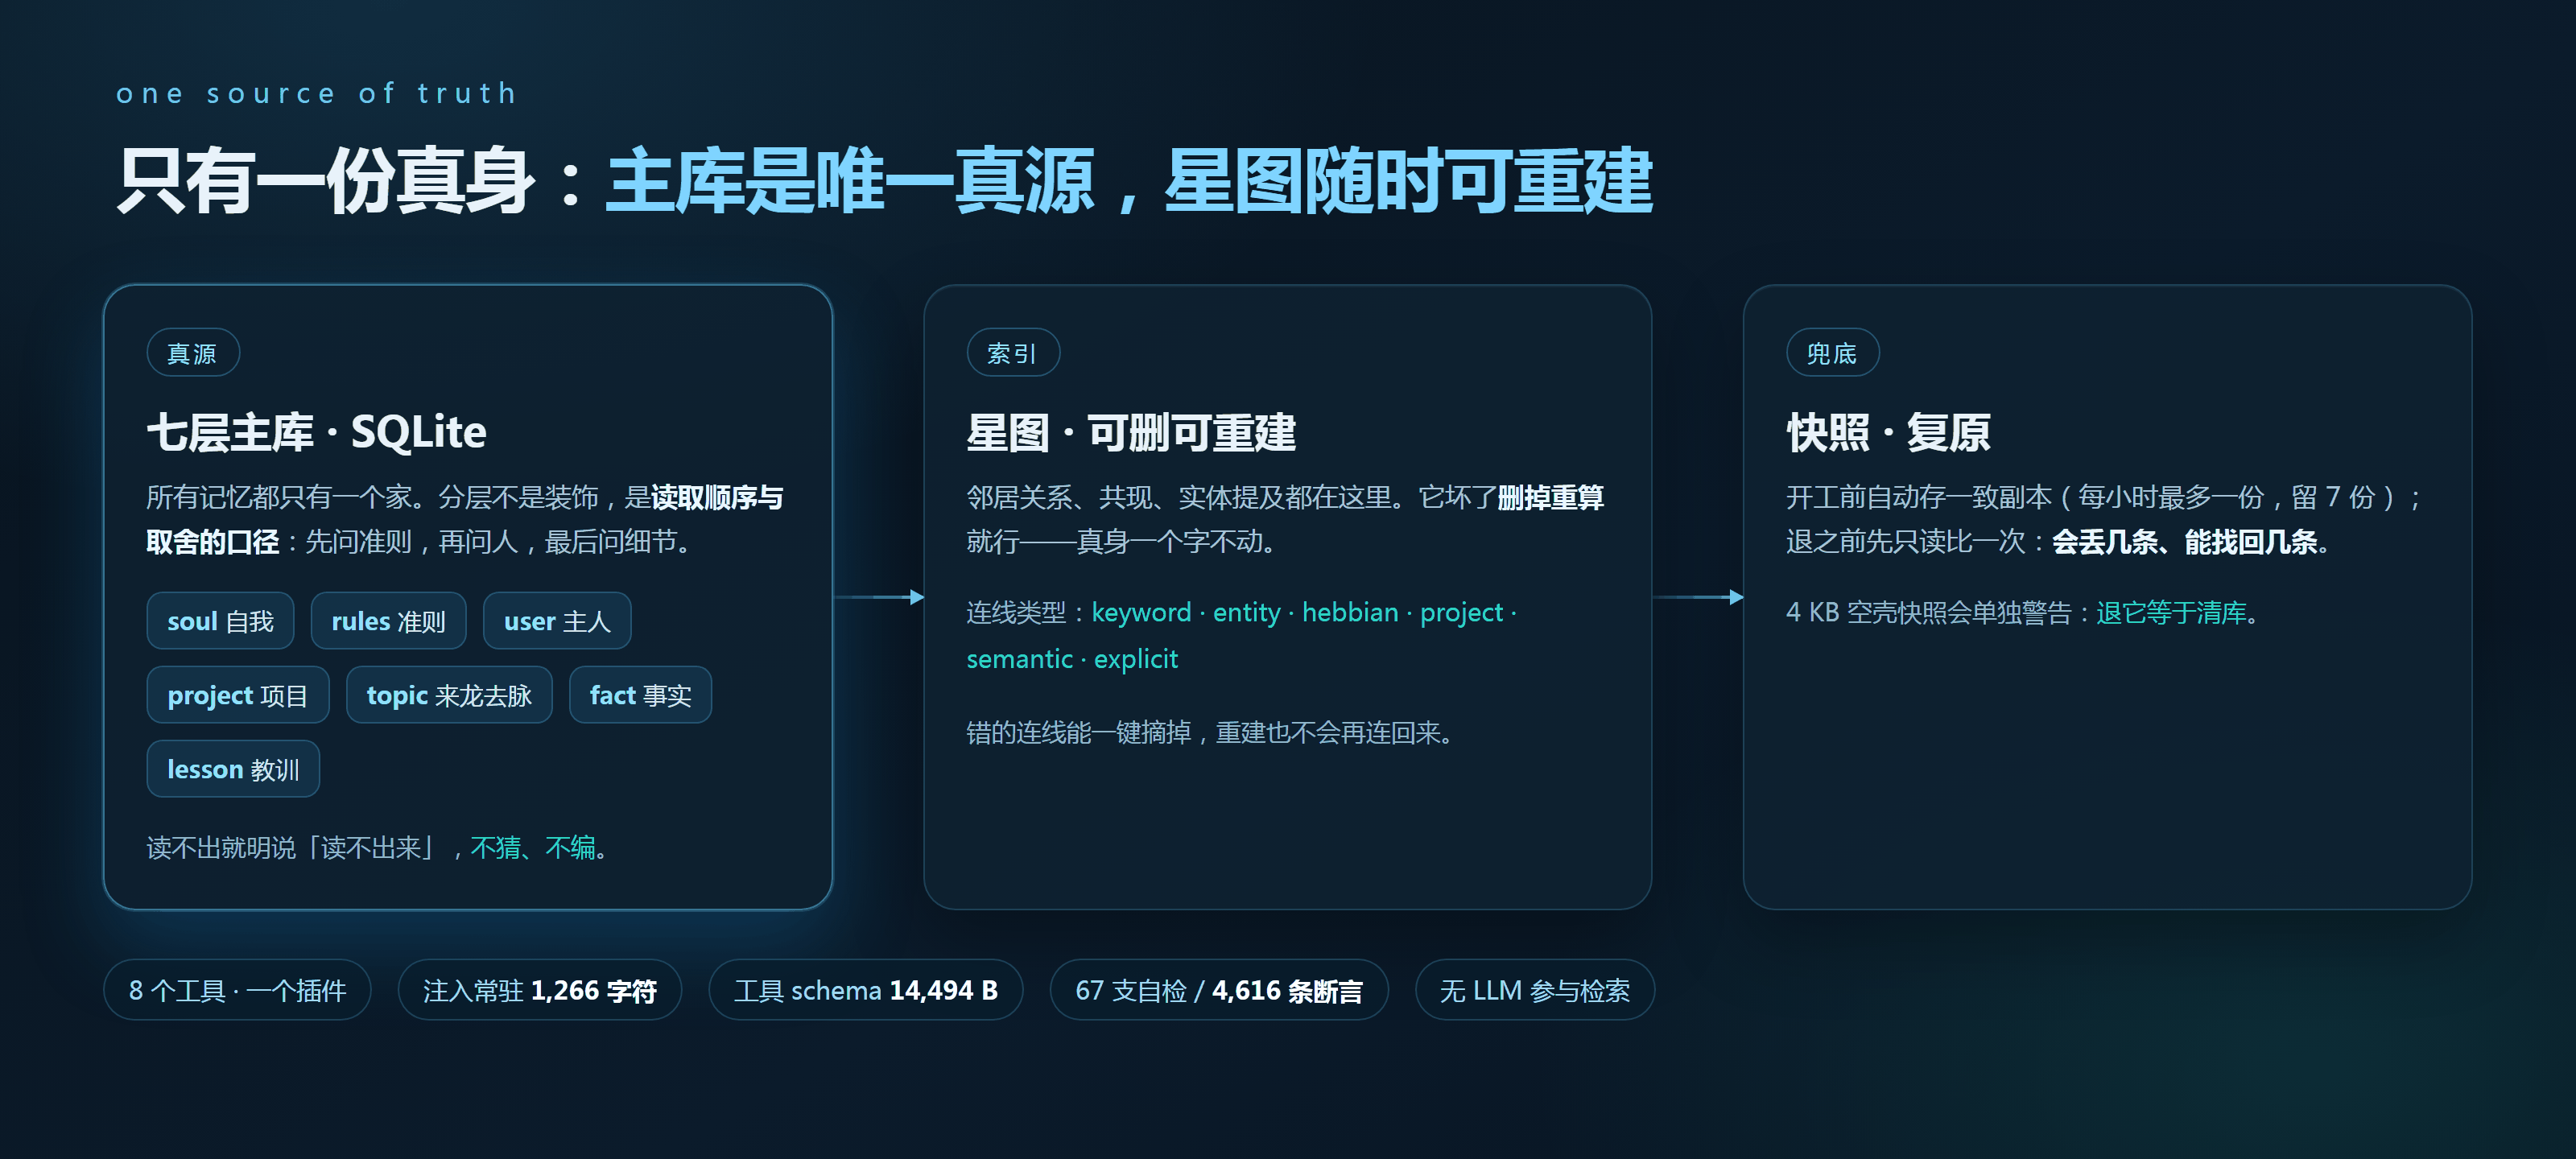 one source of truth
只有一份真身：主库是唯一真源，星图随时可重建
真源
七层主库 · SQLite
所有记忆都只有一个家。分层不是装饰，是读取顺序与
取舍的口径：先问准则，再问人，最后问细节。
soul 自我 rules 准则 user 主人
project 项目 topic 来龙去脉 fact 事实
lesson 教训
读不出就明说「读不出来」，不猜、不编。
索引
星图 · 可删可重建
邻居关系、共现、实体提及都在这里。它坏了删掉重算
就行——真身一个字不动。
连线类型：keyword · entity · hebbian · project ·
semantic · explicit
错的连线能一键摘掉，重建也不会再连回来。
兜底
快照 · 复原
开工前自动存一致副本（每小时最多一份，留 7 份）；
退之前先只读比一次：会丢几条、能找回几条。
4 KB 空壳快照会单独警告：退它等于清库。
8 个工具 · 一个插件
注入常驻 1,266 字符
工具 schema 14,494 B
67 支自检 / 4,616 条断言
无 LLM 参与检索